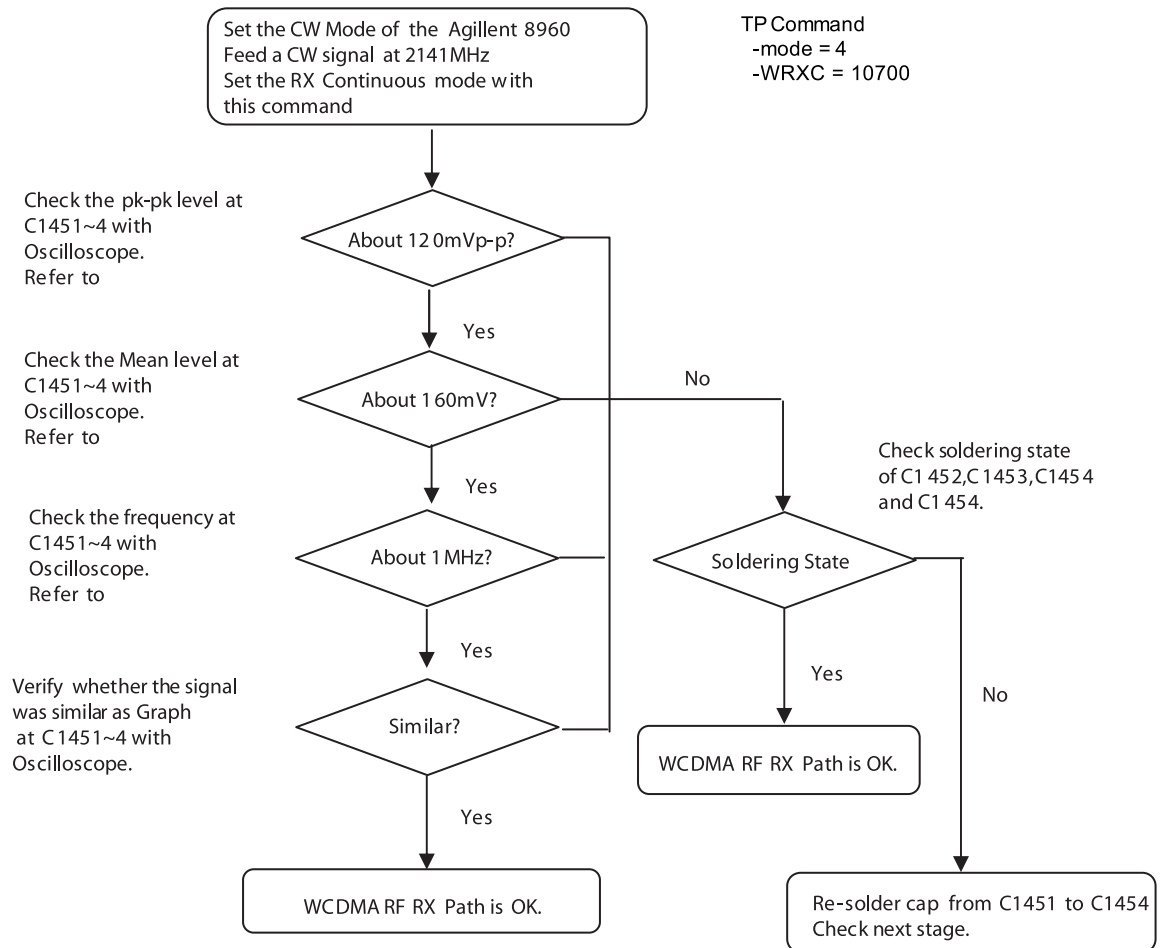 Set the CW Mode of the Agillent 8960
Feed a CW signal at 2141MHz
Set the RX Continuous mode with
this command
TP Command
-mode = 4
-WRXC = 10700
Check the pk-pk level at
C1451~4 with
Oscilloscope.
Refer to
About 120mVp-p?
Yes
Check the Mean level at
C1451~4 with
Oscilloscope.
Refer to
About 160mV?
No
Yes
Check soldering state
of C1452,C1453,C1454
and C1454.
Check the frequency at
C1451~4 with
Oscilloscope.
Refer to
About 1MHz?
Soldering State
Yes
Yes
No
Verify whether the signal
was similar as Graph
at C1451~4 with
Oscilloscope.
Similar?
WCDMA RF RX Path is OK.
Yes
WCDMA RF RX Path is OK.
Re-solder cap from C1451 to C1454
Check next stage.